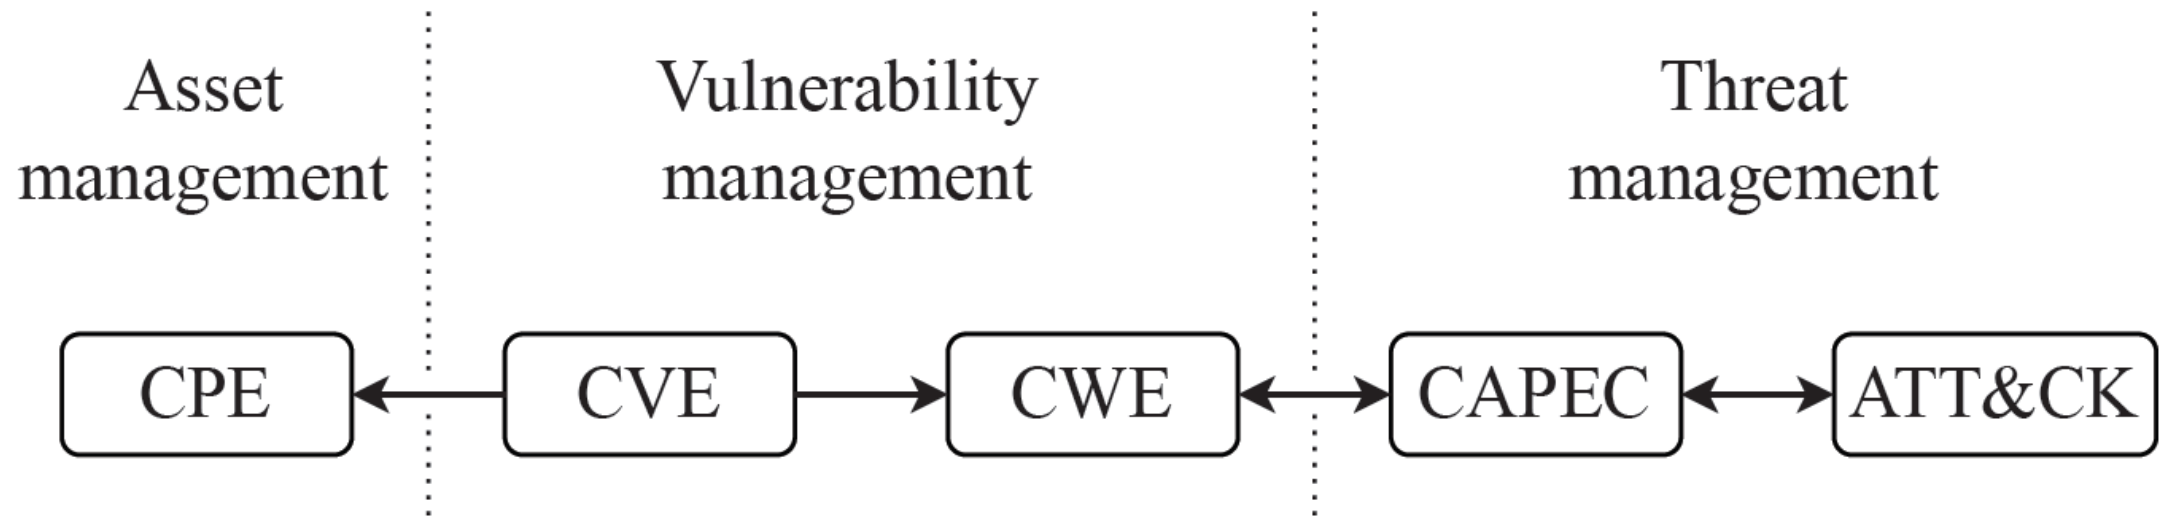 Asset
management
Vulnerability
management
Threat
management
CPE
CVE
CWE
CAPEC
ATT&CK